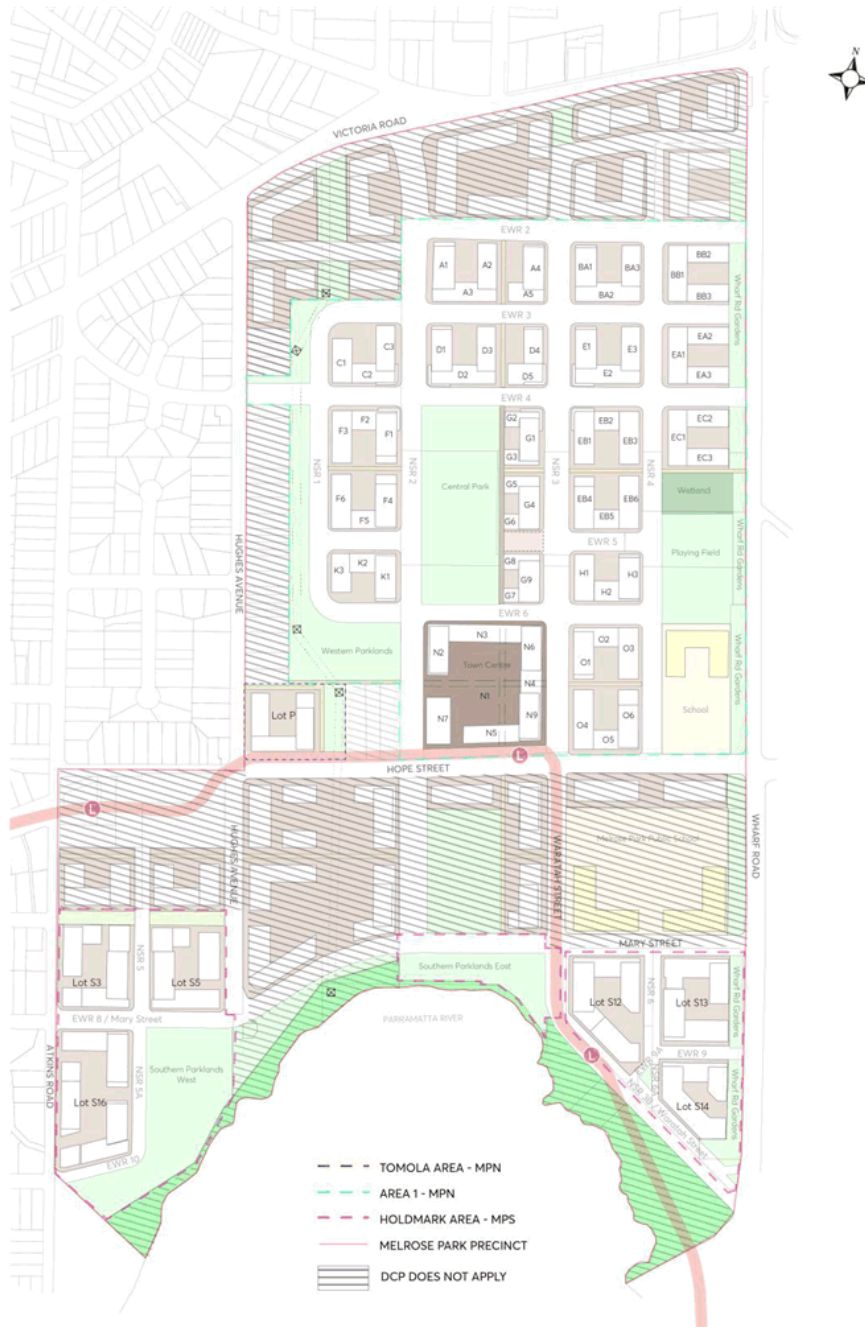 N
VICTORIA ROAD
EWR 2
A1
A2
A4
A3
A5
BA1
BA3
BA2
BB2
BB1
BB3
Wharf Rd Gardens
EWR 3
C1
C3
C2
D1
D3
D4
D2
D5
E1
E3
E2
EA2
EA1
EA3
EWR 4
F3
F2
F1
G2
G1
G3
EB2
EB1
EB3
EC2
EC1
EC3
NSR 1
NSR 2
NSR 3
NSR 4
Central Park
F6
F4
F5
G5
G4
G6
EB4
EB6
EB5
Wetland
EWR 5
Playing Field
Wharf Rd Gardens
HUGHES AVENUE
K3
K2
K1
G8
G9
G7
H1
H3
H2
EWR 6
Western Parklands
N2
N3
N6
Town Centre
N4
N1
N7
N5
N9
O2
O1
O3
O4
O6
O5
School
Wharf Rd Gardens
Lot P
L
HOPE STREET
L
HUGHES AVENUE
WARATAH STREET
Melrose Park Public School
WHARF ROAD
MARY STREET
Lot S3
NSR 5
Lot S5
Southern Parklands East
Lot S12
NSR 6
Lot S13
Wharf Rd Gardens
EWR 8 / Mary Street
PARRAMATTA RIVER
L
EWR 9A
EWR 9
ATKINS ROAD
NSR 5A
Southern Parklands
West
Lot S16
EWR 10
NSR 3B / Waratah Street
Lot S14
Wharf Rd Gardens
TOMOLA AREA - MPN
AREA 1 - MPN
HOLDMARK AREA - MPS
MELROSE PARK PRECINCT
DCP DOES NOT APPLY